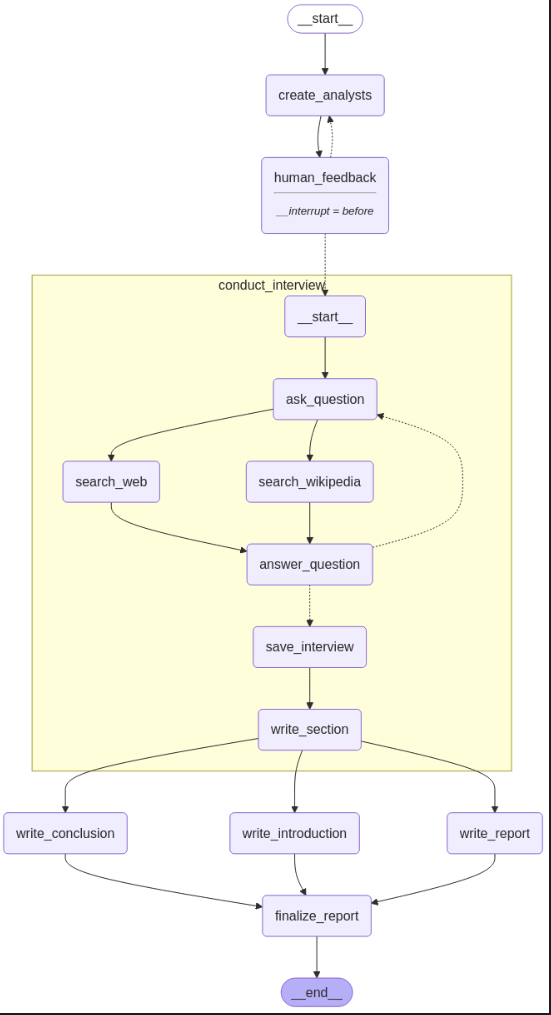 __start__
create_analysts
human_feedback
__interrupt = before
conduct_interview
__start__
ask_question
search_web
search_wikipedia
answer_question
save_interview
write_section
write_conclusion
write_introduction
write_report
finalize_report
__end__